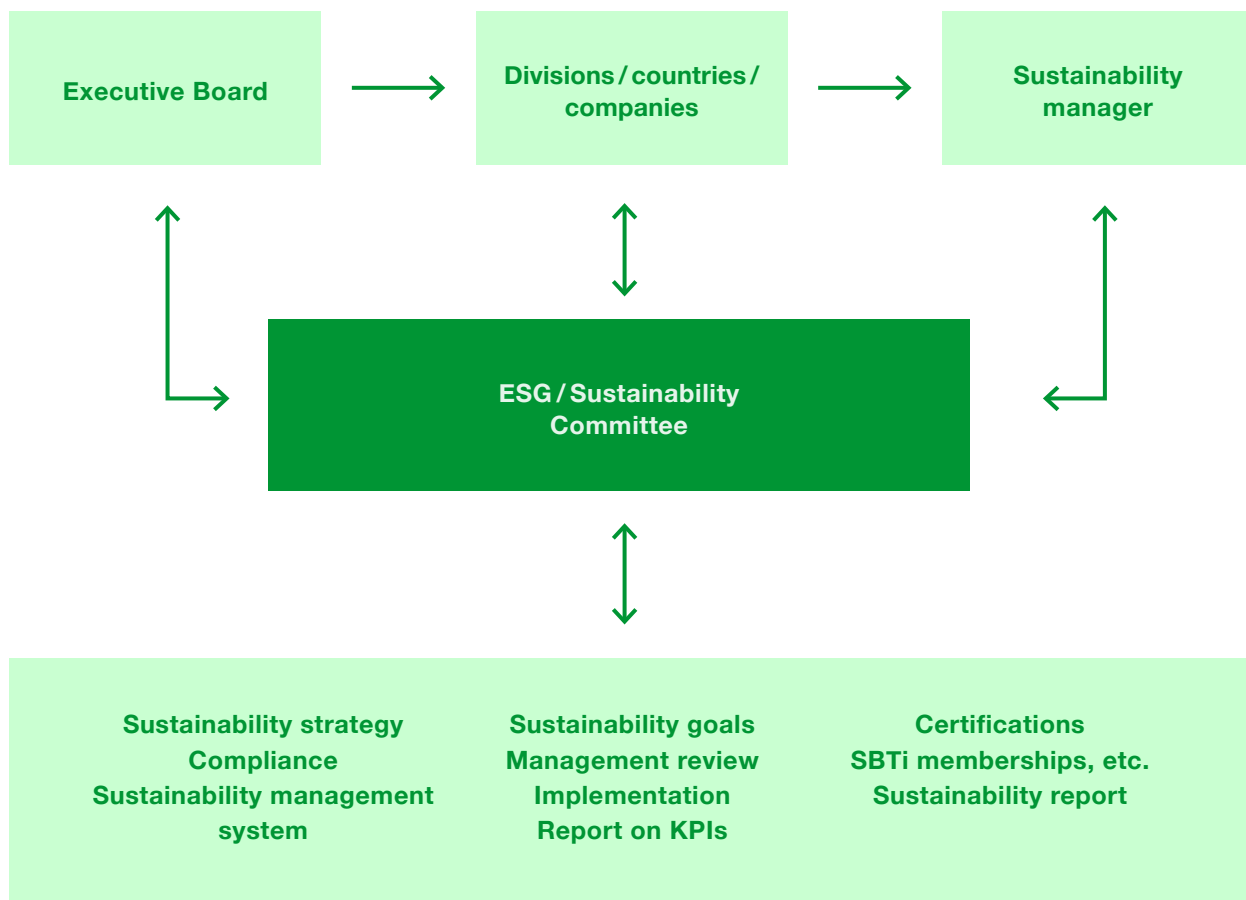 Executive Board
Divisions / countries /
companies
Sustainability
manager
ESG / Sustainability
Committee
Sustainability strategy
Compliance
Sustainability management
system
Sustainability goals
Management review
Implementation
Report on KPIs
Certifications
SBTi memberships, etc.
Sustainability report